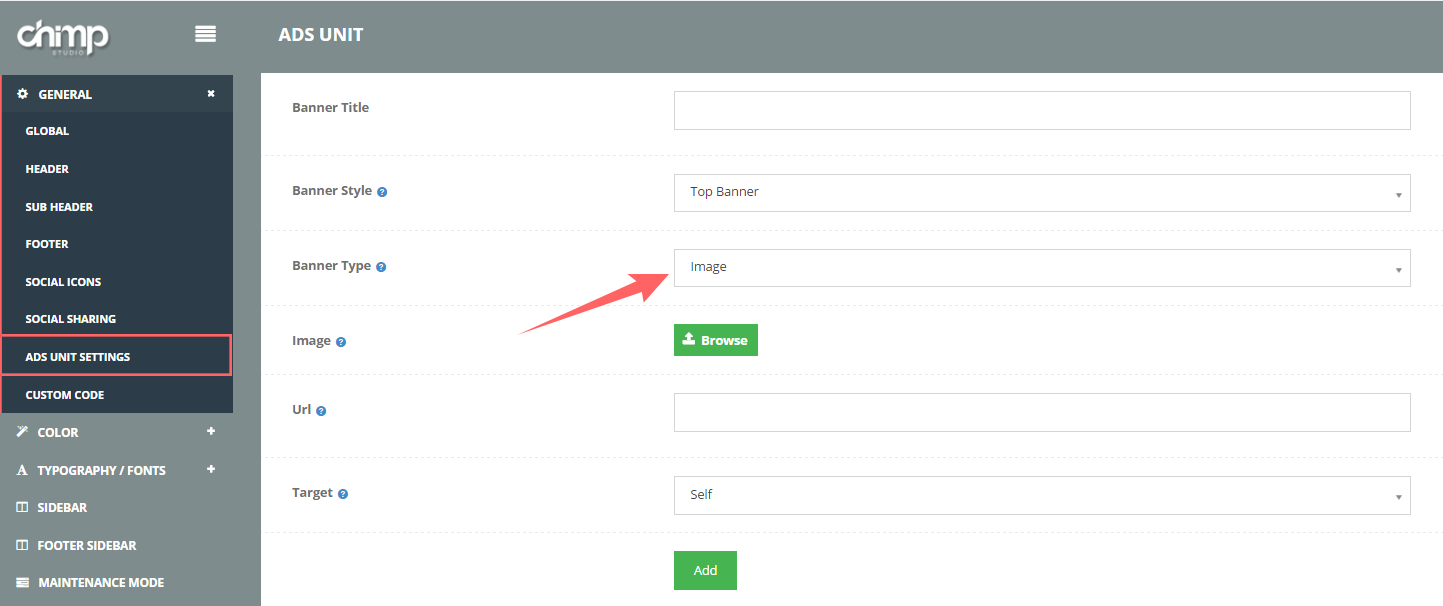 chimp
STUDIO
ADS UNIT
GENERAL
GLOBAL
HEADER
SUB HEADER
FOOTER
SOCIAL ICONS
SOCIAL SHARING
ADS UNIT SETTINGS
CUSTOM CODE
COLOR
TYPOGRAPHY / FONTS
SIDEBAR
FOOTER SIDEBAR
MAINTENANCE MODE
Banner Title
Banner Style ?
Top Banner
Banner Type ?
Image
Image ?
Browse
Url ?
Target ?
Self
Add